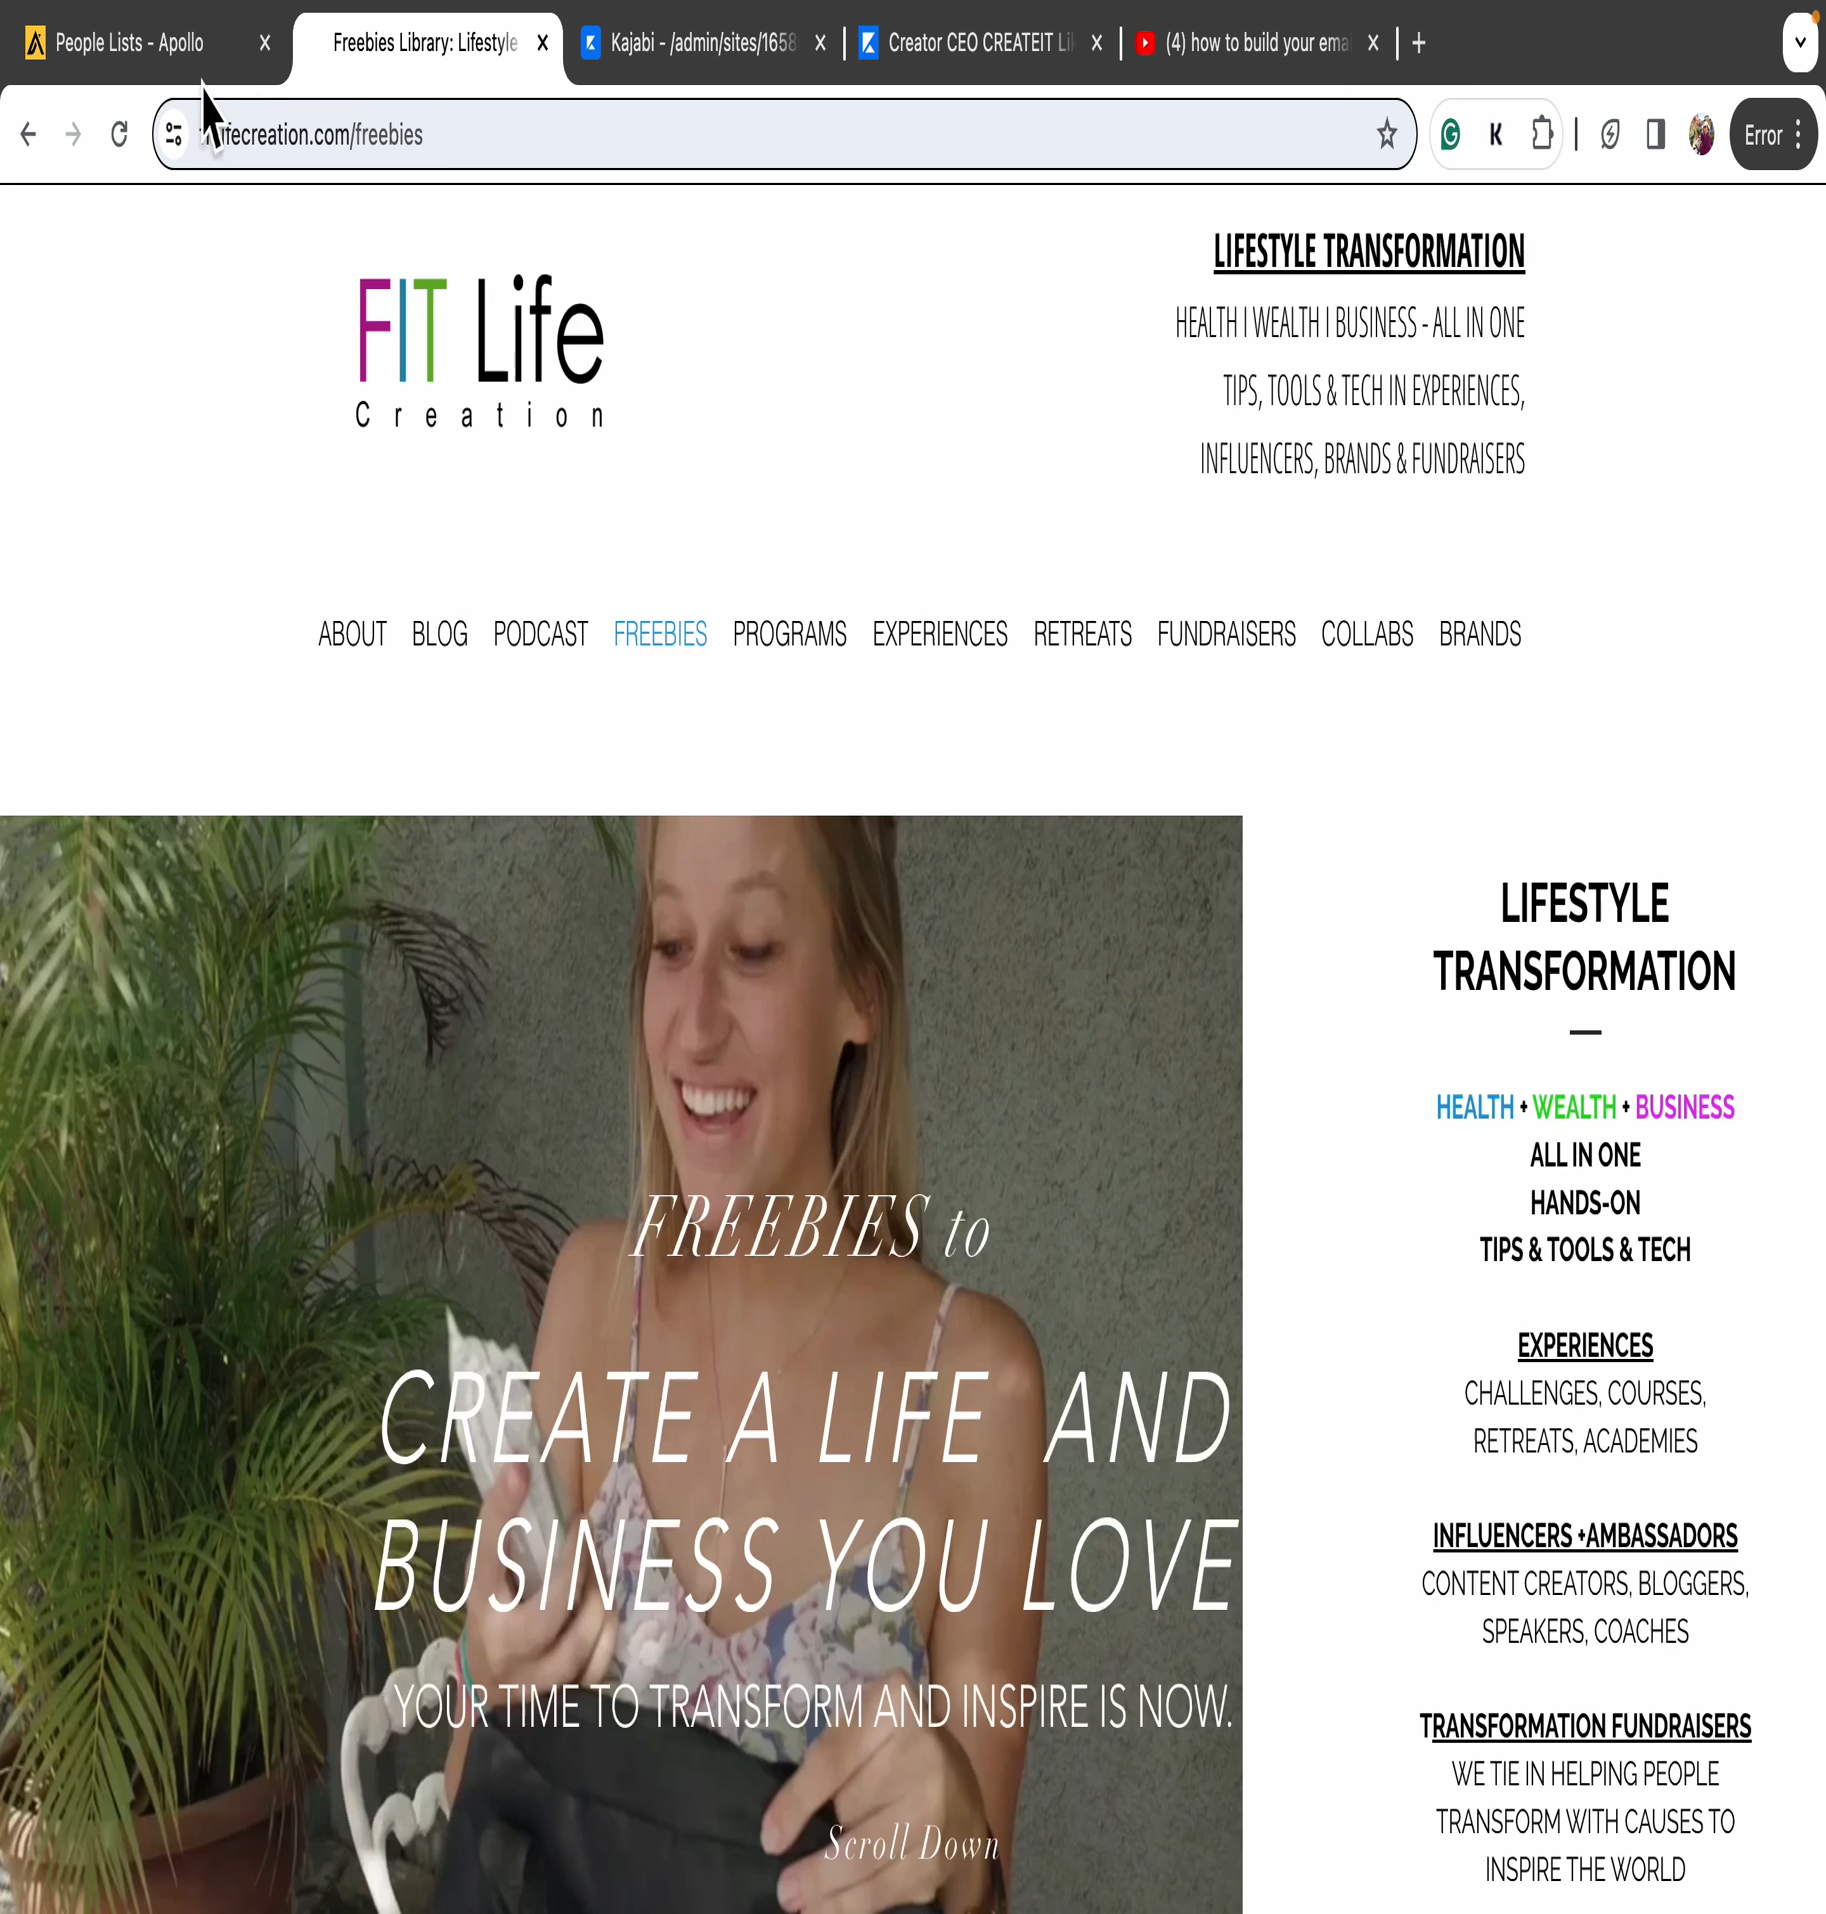 People Lists - Apollo
Freebies Library: Lifestyle
Kajabi - /admin/sites/1658
Creator CEO CREATEIT Li
(4) how to build your ema
lifecreation.com/freebies
Error
FIT Life
Creation
LIFESTYLE TRANSFORMATION
HEALTH I WEALTH I BUSINESS - ALL IN ONE
TIPS, TOOLS & TECH IN EXPERIENCES,
INFLUENCERS, BRANDS & FUNDRAISERS
ABOUT BLOG PODCAST FREEBIES PROGRAMS EXPERIENCES RETREATS FUNDRAISERS COLLABS BRANDS
FREEBIES to
CREATE A LIFE AND
BUSINESS YOU LOVE
YOUR TIME TO TRANSFORM AND INSPIRE IS NOW.
Scroll Down
LIFESTYLE
TRANSFORMATION
HEALTH + WEALTH + BUSINESS
ALL IN ONE
HANDS-ON
TIPS & TOOLS & TECH
EXPERIENCES
CHALLENGES, COURSES,
RETREATS, ACADEMIES
INFLUENCERS +AMBASSADORS
CONTENT CREATORS, BLOGGERS,
SPEAKERS, COACHES
TRANSFORMATION FUNDRAISERS
WE TIE IN HELPING PEOPLE
TRANSFORM WITH CAUSES TO
INSPIRE THE WORLD